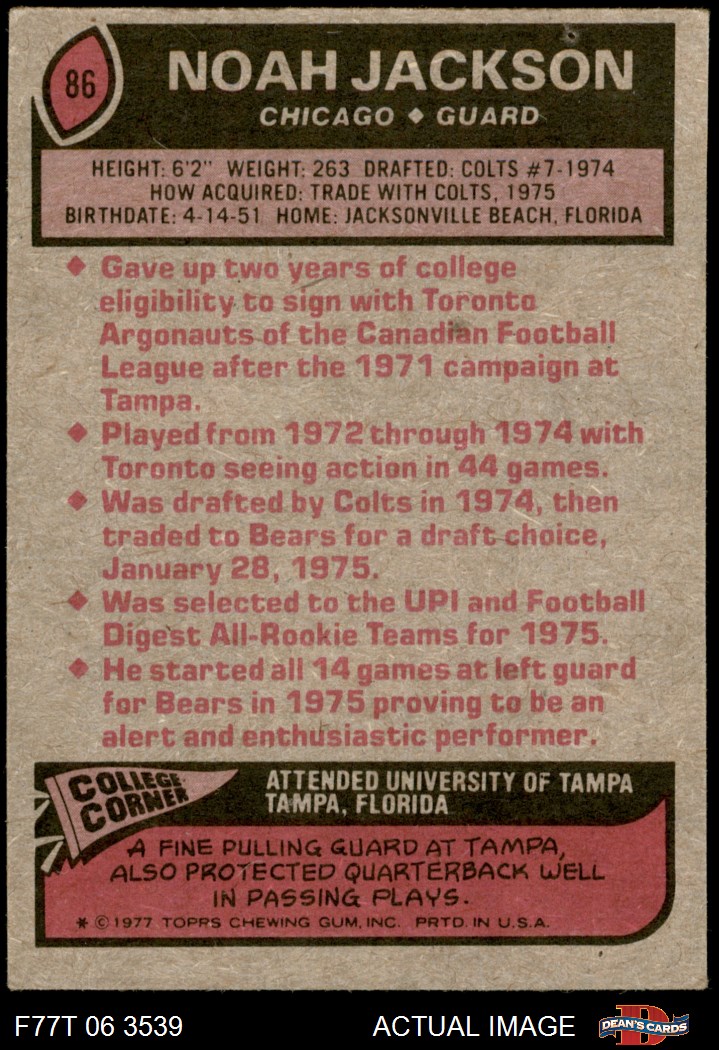 86
NOAH JACKSON
CHICAGO ◆ GUARD
HEIGHT: 6'2" WEIGHT: 263 DRAFTED: COLTS #7-1974
HOW ACQUIRED: TRADE WITH COLTS, 1975
BIRTHDATE: 4-14-51 HOME: JACKSONVILLE BEACH, FLORIDA
◆ Gave up two years of college
eligibility to sign with Toronto
Argonauts of the Canadian Football
League after the 1971 campaign at
Tampa.
◆ Played from 1972 through 1974 with
Toronto seeing action in 44 games.
◆ Was drafted by Colts in 1974, then
traded to Bears for a draft choice,
January 28, 1975.
◆ Was selected to the UPI and Football
Digest All-Rookie Teams for 1975.
◆ He started all 14 games at left guard
for Bears in 1975 proving to be an
alert and enthusiastic performer.
COLLEGE
CORNER
ATTENDED UNIVERSITY OF TAMPA
TAMPA, FLORIDA
A FINE PULLING GUARD AT TAMPA,
ALSO PROTECTED QUARTERBACK WELL
IN PASSING PLAYS.
* © 1977 TOPPS CHEWING GUM, INC. PRTD. IN U.S.A.
F77T 06 3539
ACTUAL IMAGE
D
DEAN'S CARDS